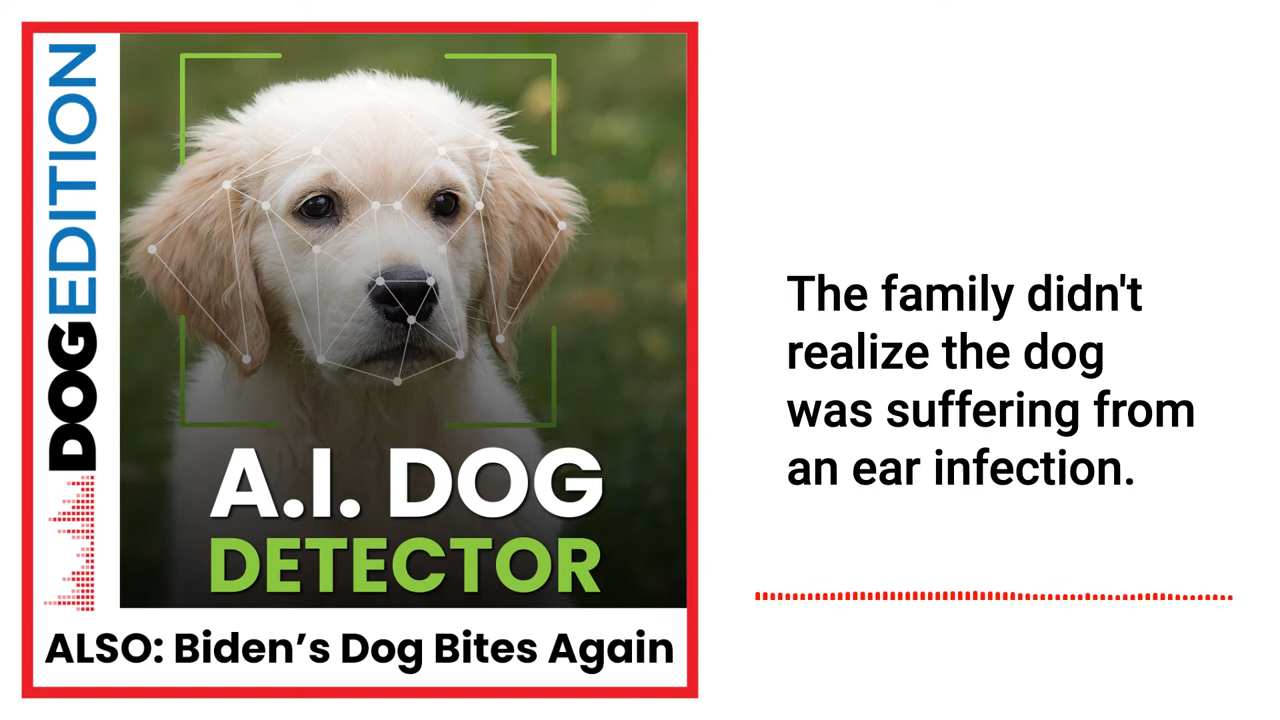 DOGEDITION
A.I. DOG
DETECTOR
ALSO: Biden’s Dog Bites Again
The family didn't
realize the dog
was suffering from
an ear infection.